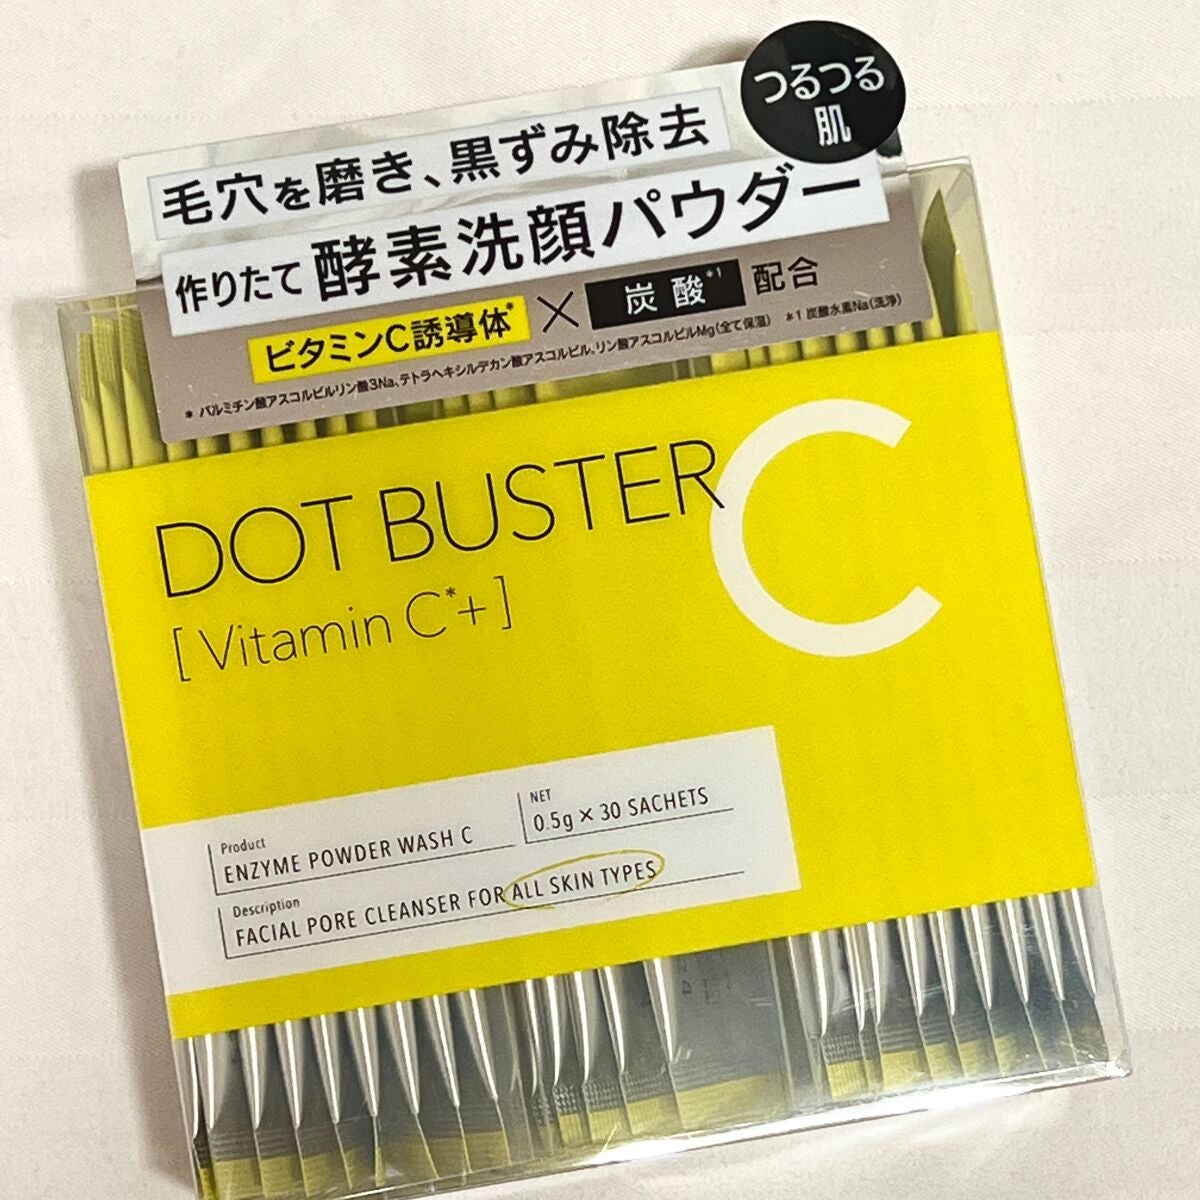 つるつる
肌
毛穴を磨き、黒ずみ除去
作りたて 酵素洗顔パウダー
ビタミンC誘導体* × 炭酸*1 配合
* パルミチン酸アスコルビルリン酸3Na、テトラヘキシルデカン酸アスコルビル、リン酸アスコルビルMg(全て保湿) *1 炭酸水素Na(洗浄)
DOT BUSTER C
[ Vitamin C*+ ]
Product
ENZYME POWDER WASH C
NET
0.5g × 30 SACHETS
Description
FACIAL PORE CLEANSER FOR ALL SKIN TYPES